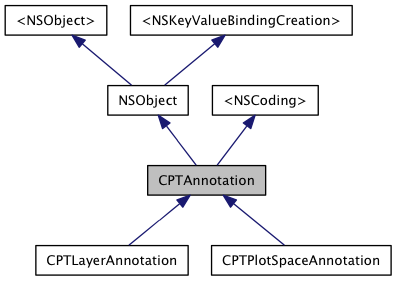 <NSObject>
<NSKeyValueBindingCreation>
NSObject
<NSCoding>
CPTAnnotation
CPTLayerAnnotation
CPTPlotSpaceAnnotation